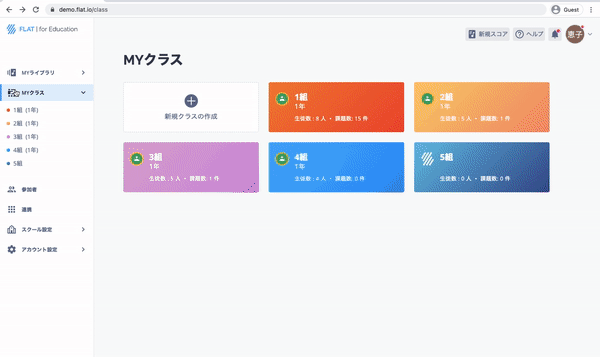 demo.flat.io/class
Guest
FLAT | for Education
新規スコア
ヘルプ
恵子
MYライブラリ
MYクラス
1組 (1年)
2組 (1年)
3組 (1年)
4組 (1年)
5組
参加者
連携
スクール設定
アカウント設定
MYクラス
新規クラスの作成
1組
1年
生徒数 : 8 人 ・ 課題数: 15 件
2組
1年
生徒数 : 5 人 ・ 課題数: 1 件
3組
1年
生徒数 : 5 人 ・ 課題数: 1 件
4組
1年
生徒数 : 4 人 ・ 課題数: 0 件
5組
生徒数 : 0 人 ・ 課題数: 0 件